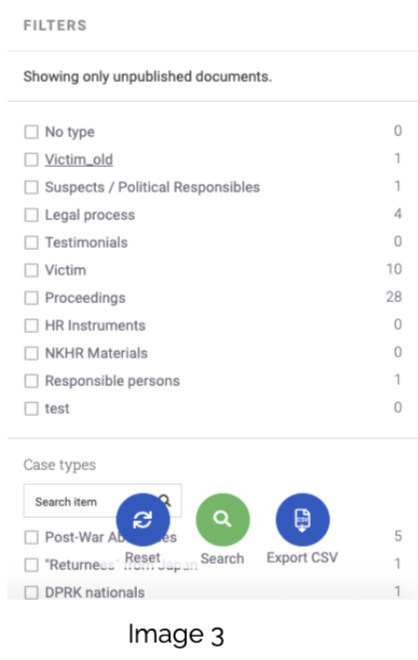 FILTERS
Showing only unpublished documents.
No type 0
Victim_old 1
Suspects / Political Responsibles 1
Legal process 4
Testimonials 0
Victim 10
Proceedings 28
HR Instruments 0
NKHR Materials 0
Responsible persons 1
test 0
Case types
Search item
Post-War Ab es 5
Reset Search Export CSV
"Returnees" from Japan 1
DPRK nationals 1
CSV
Image 3